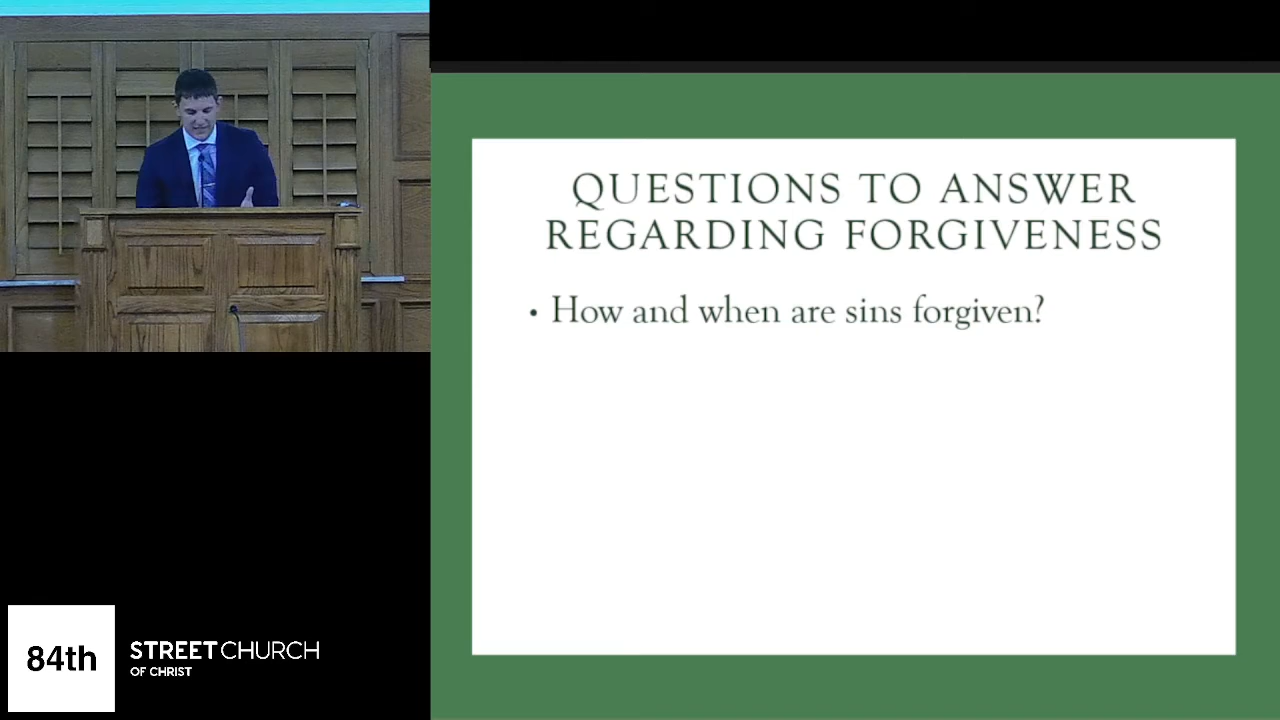 QUESTIONS TO ANSWER
REGARDING FORGIVENESS
• How and when are sins forgiven?
84th
STREET CHURCH
OF CHRIST